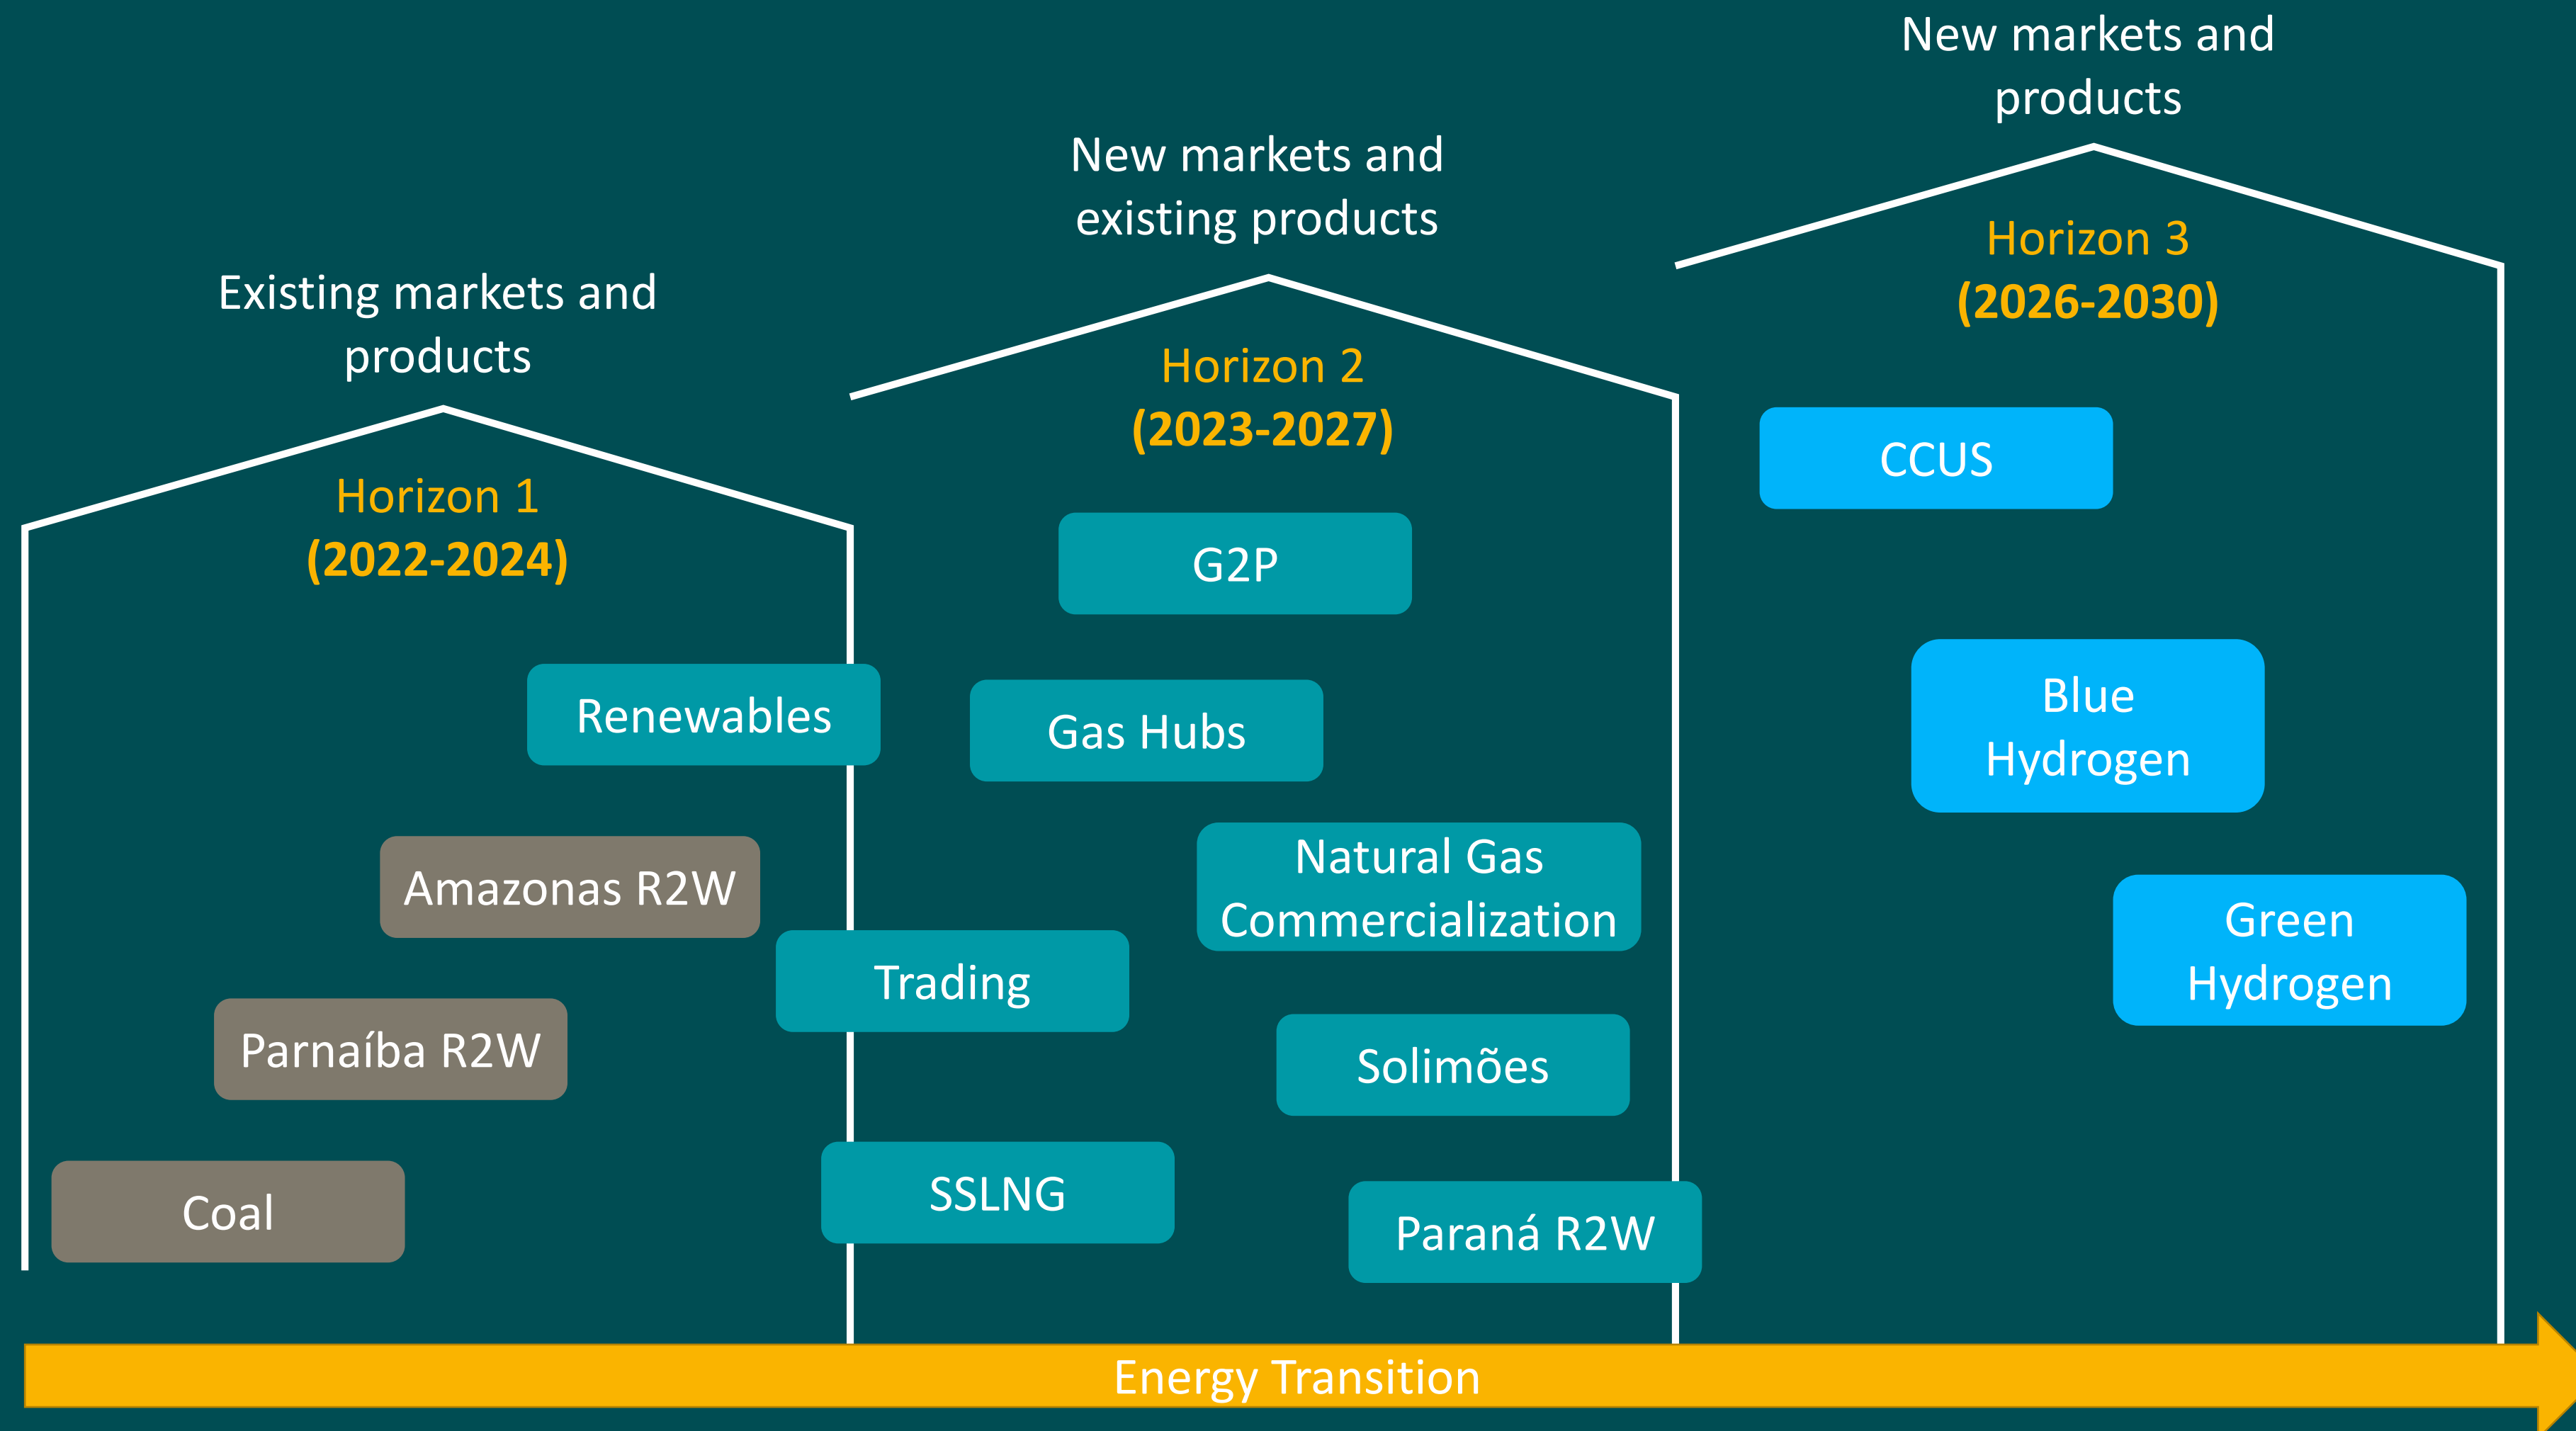 Existing markets and
products
Horizon 1
(2022-2024)
Renewables
Amazonas R2W
Parnaíba R2W
Coal
New markets and
existing products
Horizon 2
(2023-2027)
G2P
Gas Hubs
Natural Gas
Commercialization
Trading
Solimões
SSLNG
Paraná R2W
New markets and
products
Horizon 3
(2026-2030)
CCUS
Blue
Hydrogen
Green
Hydrogen
Energy Transition